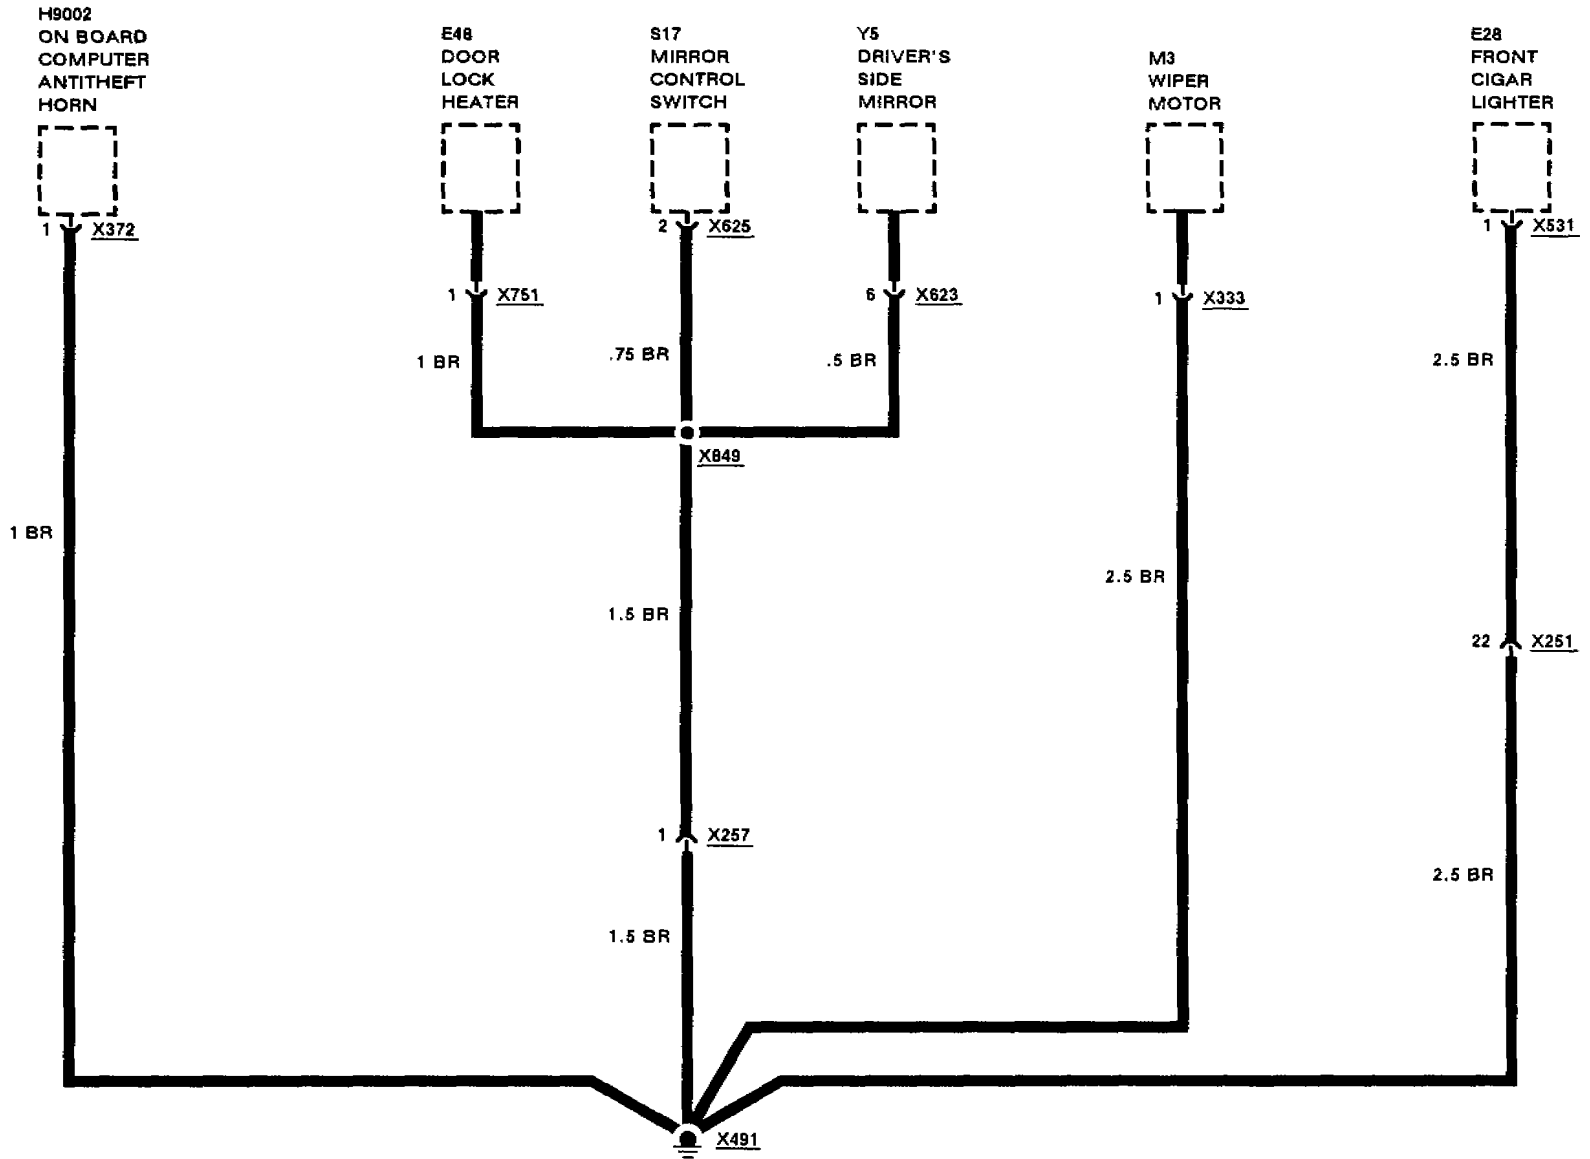 H9002
ON BOARD
COMPUTER
ANTITHEFT
HORN
E48
DOOR
LOCK
HEATER
S17
MIRROR
CONTROL
SWITCH
Y5
DRIVER'S
SIDE
MIRROR
M3
WIPER
MOTOR
E28
FRONT
CIGAR
LIGHTER
1 X372
2 X625
1 X531
1 X751
6 X623
1 X333
1 BR
.75 BR
.5 BR
2.5 BR
X849
1 BR
2.5 BR
1.5 BR
22 X251
1 X257
2.5 BR
1.5 BR
X491